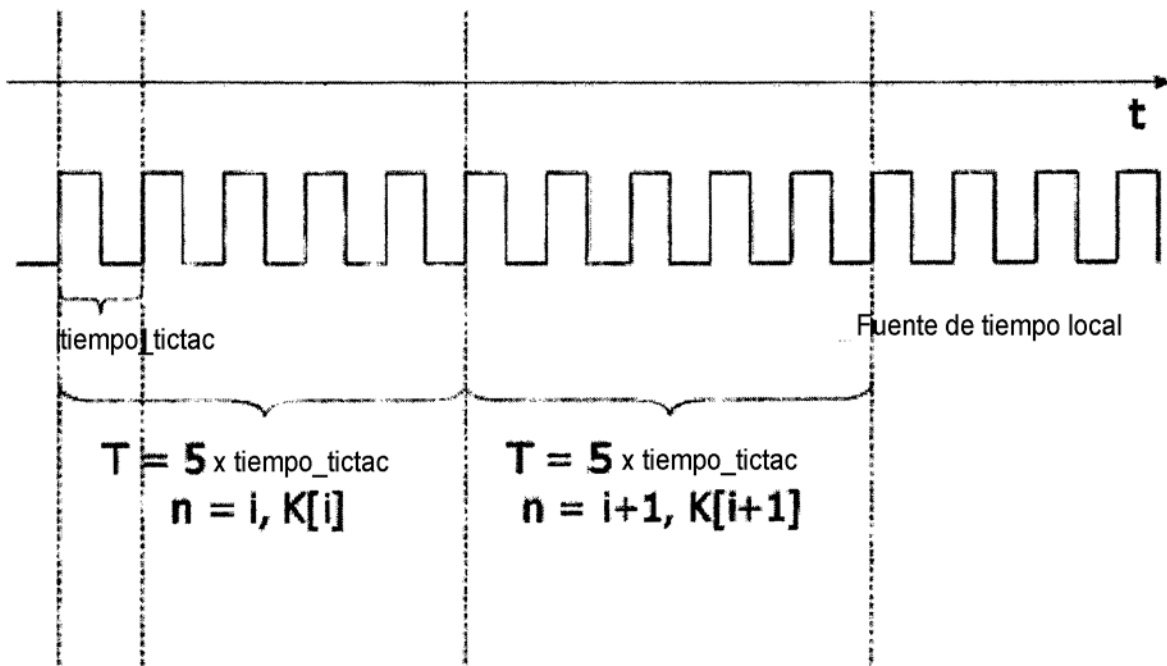 t
tiempo_tictac
Fuente de tiempo local
T = 5 x tiempo_tictac
n = i, K[i]
T = 5 x tiempo_tictac
n = i+1, K[i+1]